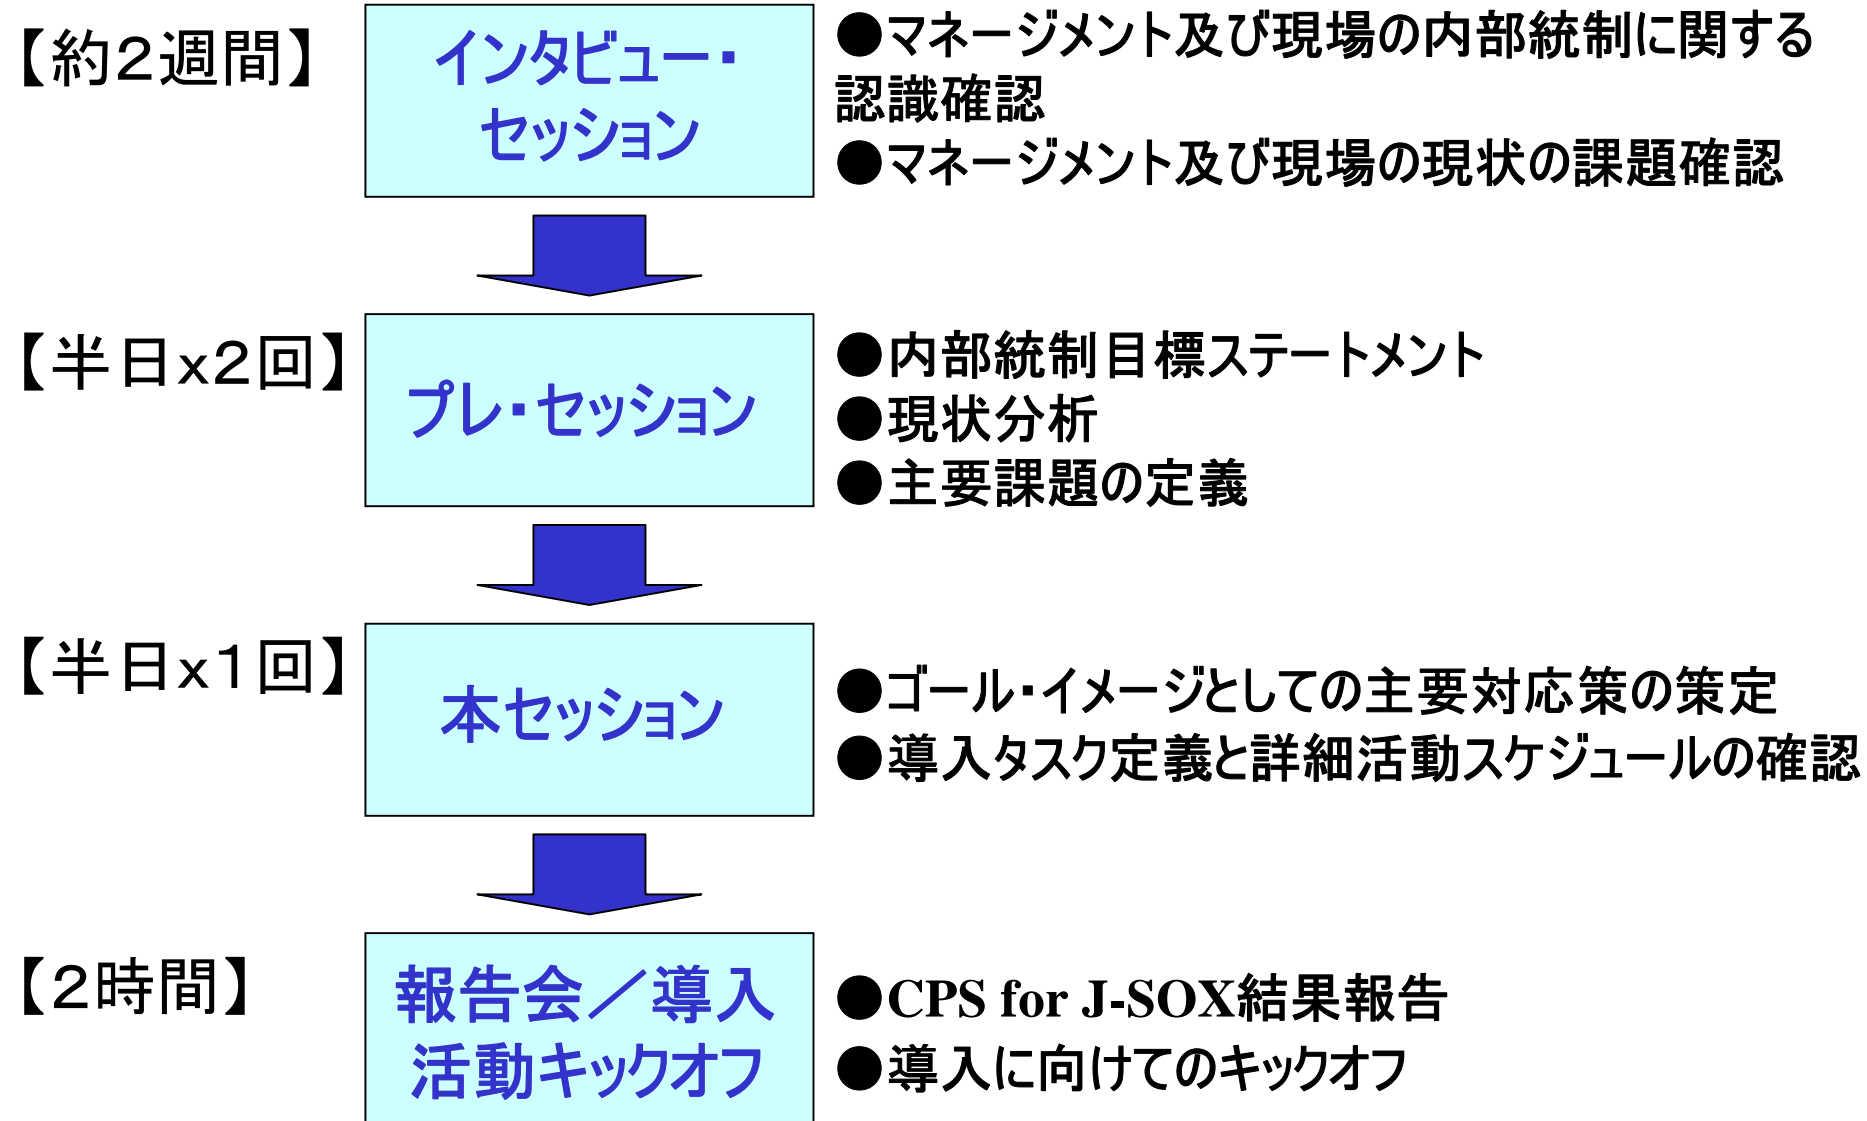 【約２週間】
インタビュー・
セッション
●マネージメント及び現場の内部統制に関する
認識確認
●マネージメント及び現場の現状の課題確認
【半日x２回】
プレ・セッション
●内部統制目標ステートメント
●現状分析
●主要課題の定義
【半日x１回】
本セッション
●ゴール・イメージとしての主要対応策の策定
●導入タスク定義と詳細活動スケジュールの確認
【２時間】
報告会／導入
活動キックオフ
●CPS for J-SOX結果報告
●導入に向けてのキックオフ